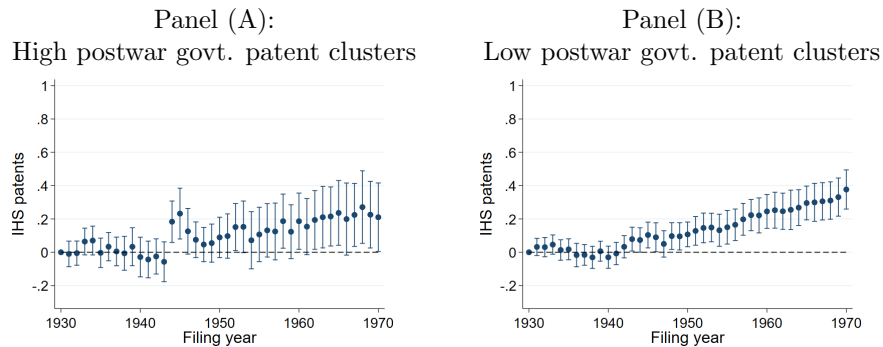 Panel (A):
High postwar govt. patent clusters
1
.8
.6
.4
.2
0
-.2
IHS patents
1930 1940 1950 1960 1970
Filing year
Panel (B):
Low postwar govt. patent clusters
1
.8
.6
.4
.2
0
-.2
IHS patents
1930 1940 1950 1960 1970
Filing year